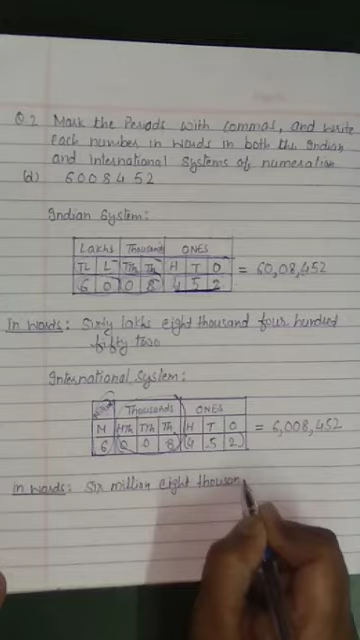 Q.2 Mark the Periods with Commas, and write
each number in words in both the Indian
and International Systems of numeration
(d) 6008452
Indian System:
Lakhs Thousand ONES
TL L TTh Th H T O
6 0 0 8 4 5 2 = 60,08,452
In words: Sixty lakhs eight thousand four hundred
fifty two
International System:
Thousands ONES
M HTh TTh Th H T O
6 0 0 8 4 5 2 = 6,008,452
In words: Six million eight thousan